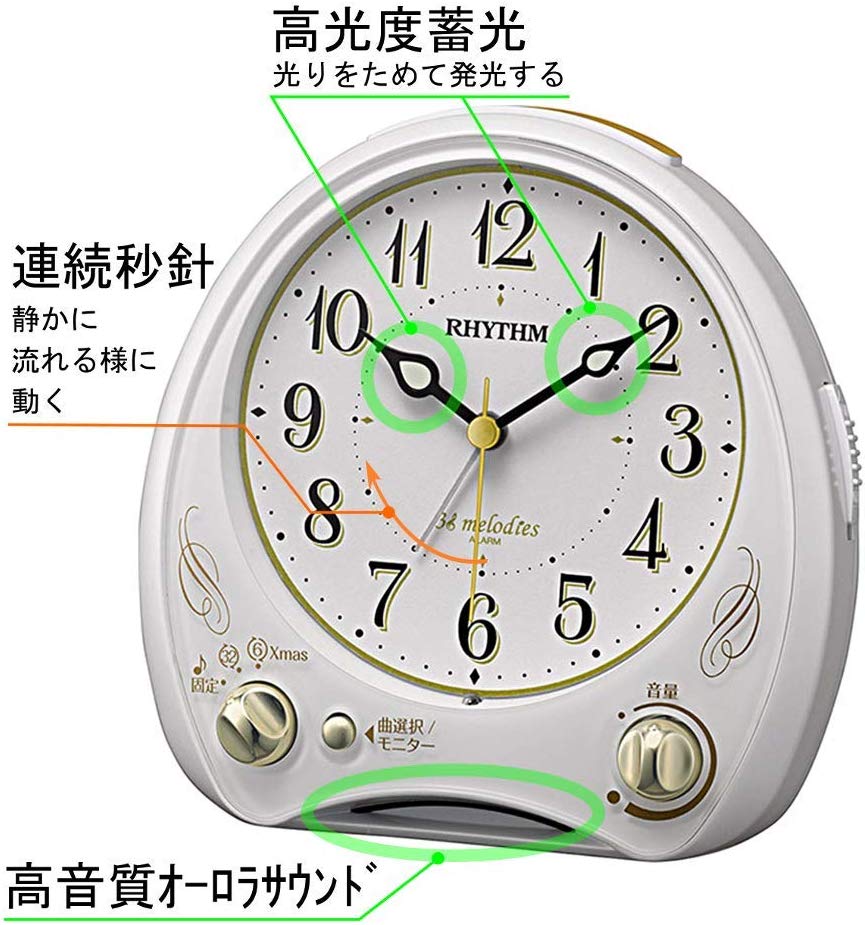 高光度蓄光
光りをためて発光する
連続秒針
静かに
流れる様に
動く
12
11
1
10
2
RHYTHM
9
3
8
38 melodies
ALARM
4
7
5
6
♪
固定
32
6 Xmas
音量
曲選択/
モニター
高音質ｵｰﾛﾗｻｳﾝﾄﾞ